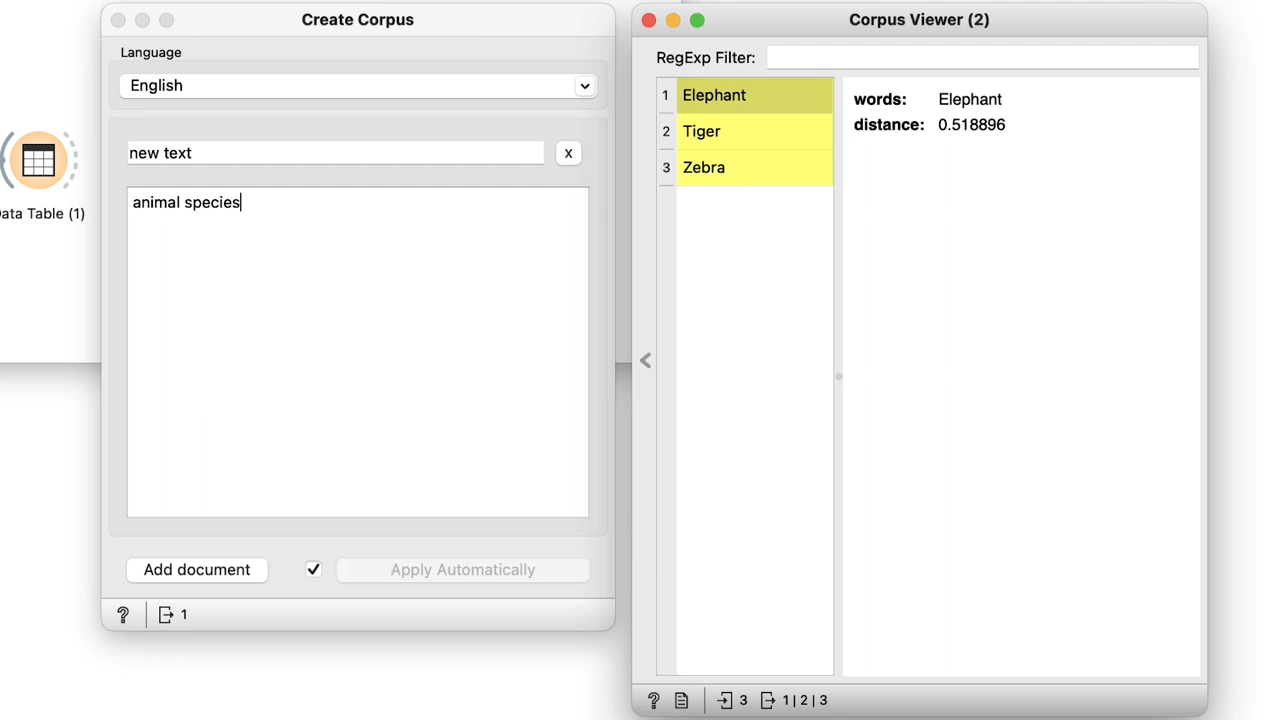 Create Corpus
Language
English
new text
x
animal species
Add document
Apply Automatically
? 1
ata Table (1)
Corpus Viewer (2)
RegExp Filter:
1 Elephant
2 Tiger
3 Zebra
words: Elephant
distance: 0.518896
? 3 1 | 2 | 3